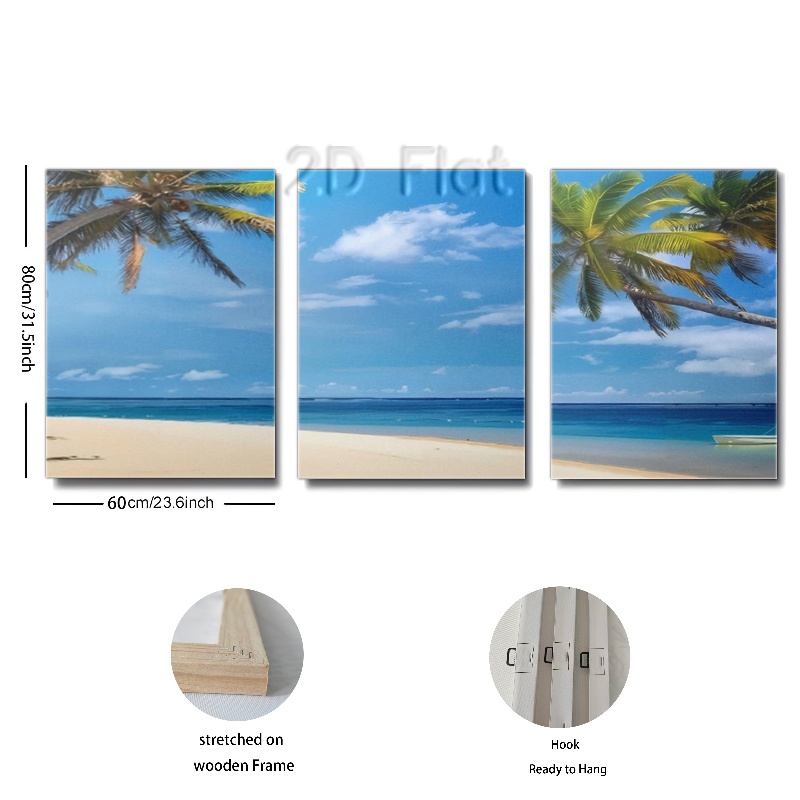 2D Flat
80cm/31.5inch
60cm/23.6inch
stretched on
wooden Frame
Hook
Ready to Hang